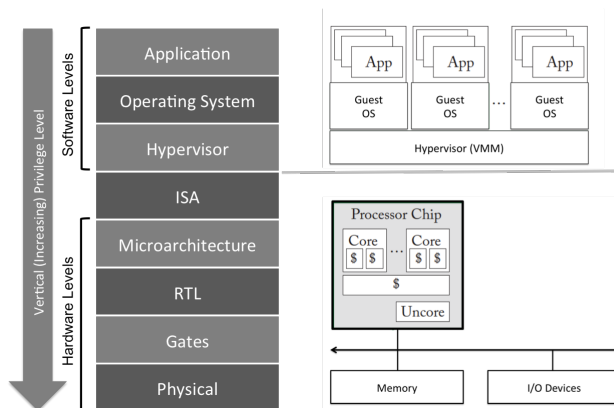 Vertical (Increasing) Privilege Level
Software Levels
Hardware Levels
Application
Operating System
Hypervisor
ISA
Microarchitecture
RTL
Gates
Physical
App
App
App
Guest
OS
Guest
OS
...
Guest
OS
Hypervisor (VMM)
Processor Chip
Core
$ $
...
Core
$ $
$
Uncore
Memory
I/O Devices